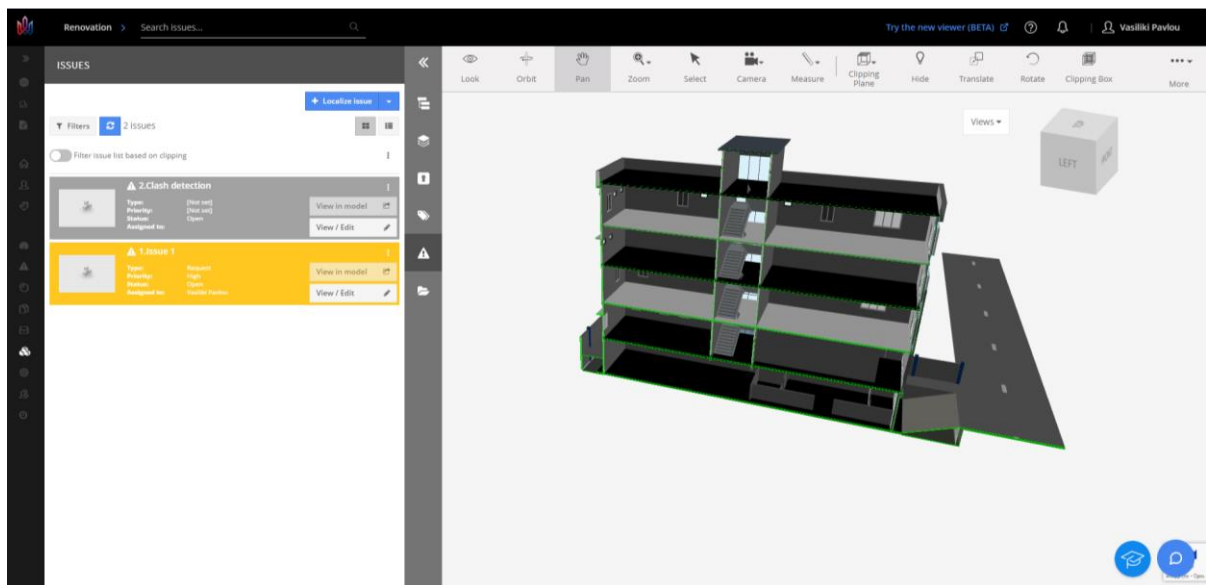 Renovation > Search issues...
Try the new viewer (BETA)
Vasiliki Pavlou
ISSUES
+ Localize issue
Filters
2 issues
Filter issue list based on clipping
2.Clash detection
Type: [Not set]
Priority: [Not set]
Status: Open
Assigned to:
View in model
View / Edit
1.Issue 1
Type: Request
Priority: High
Status: Open
Assigned to: Vasiliki Pavlou
View in model
View / Edit
Look
Orbit
Pan
Zoom
Select
Camera
Measure
Clipping
Plane
Hide
Translate
Rotate
Clipping Box
More
Views
LEFT
FRONT